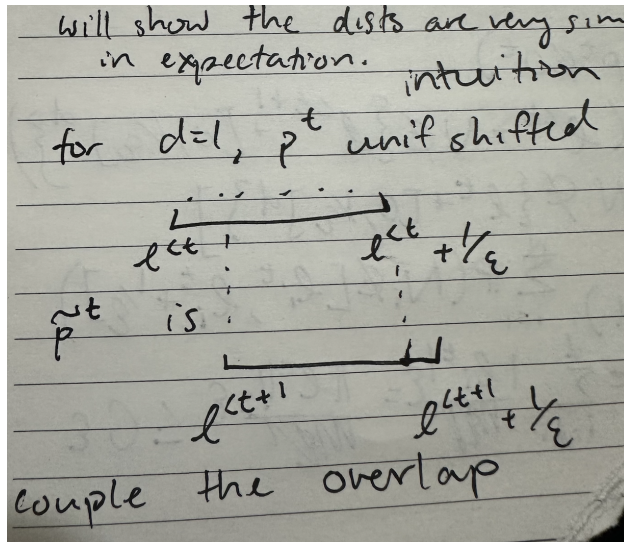 will show the dists are very sim
in expectation.
intuition
for d=1, p^t unif shifted
l^{<t} l^{<t} + 1/ε
p̃^t is
l^{<t+1} l^{<t+1} + 1/ε
couple the overlap